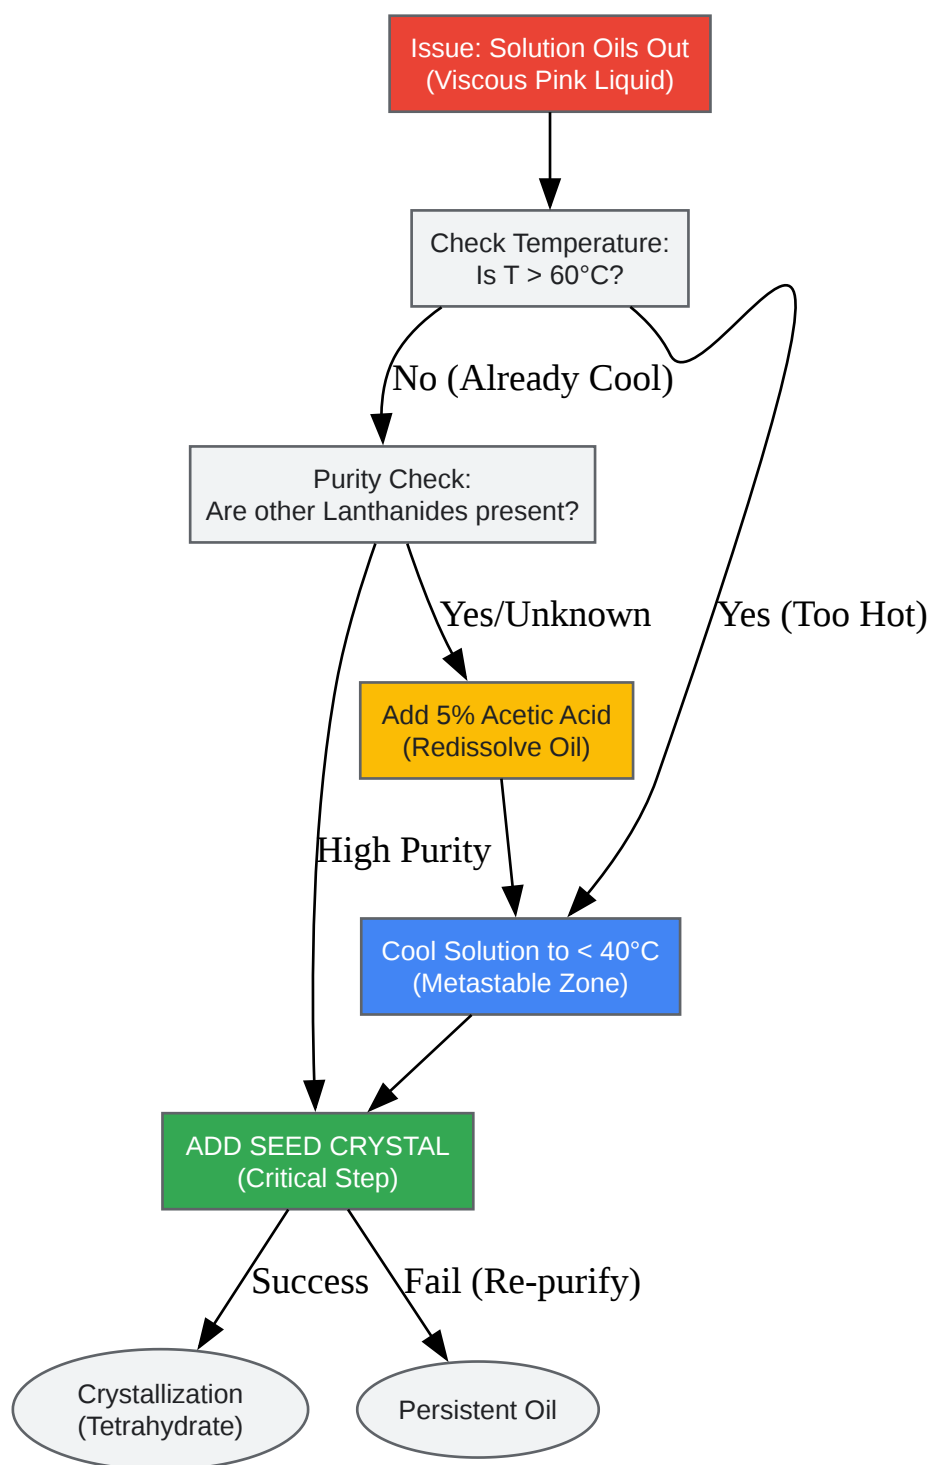 Issue: Solution Oils Out
(Viscous Pink Liquid)
Check Temperature:
Is T > 60°C?
No (Already Cool)
Purity Check:
Are other Lanthanides present?
Yes/Unknown
Yes (Too Hot)
Add 5% Acetic Acid
(Redissolve Oil)
High Purity
Cool Solution to < 40°C
(Metastable Zone)
ADD SEED CRYSTAL
(Critical Step)
Success
Fail (Re-purify)
Crystallization
(Tetrahydrate)
Persistent Oil